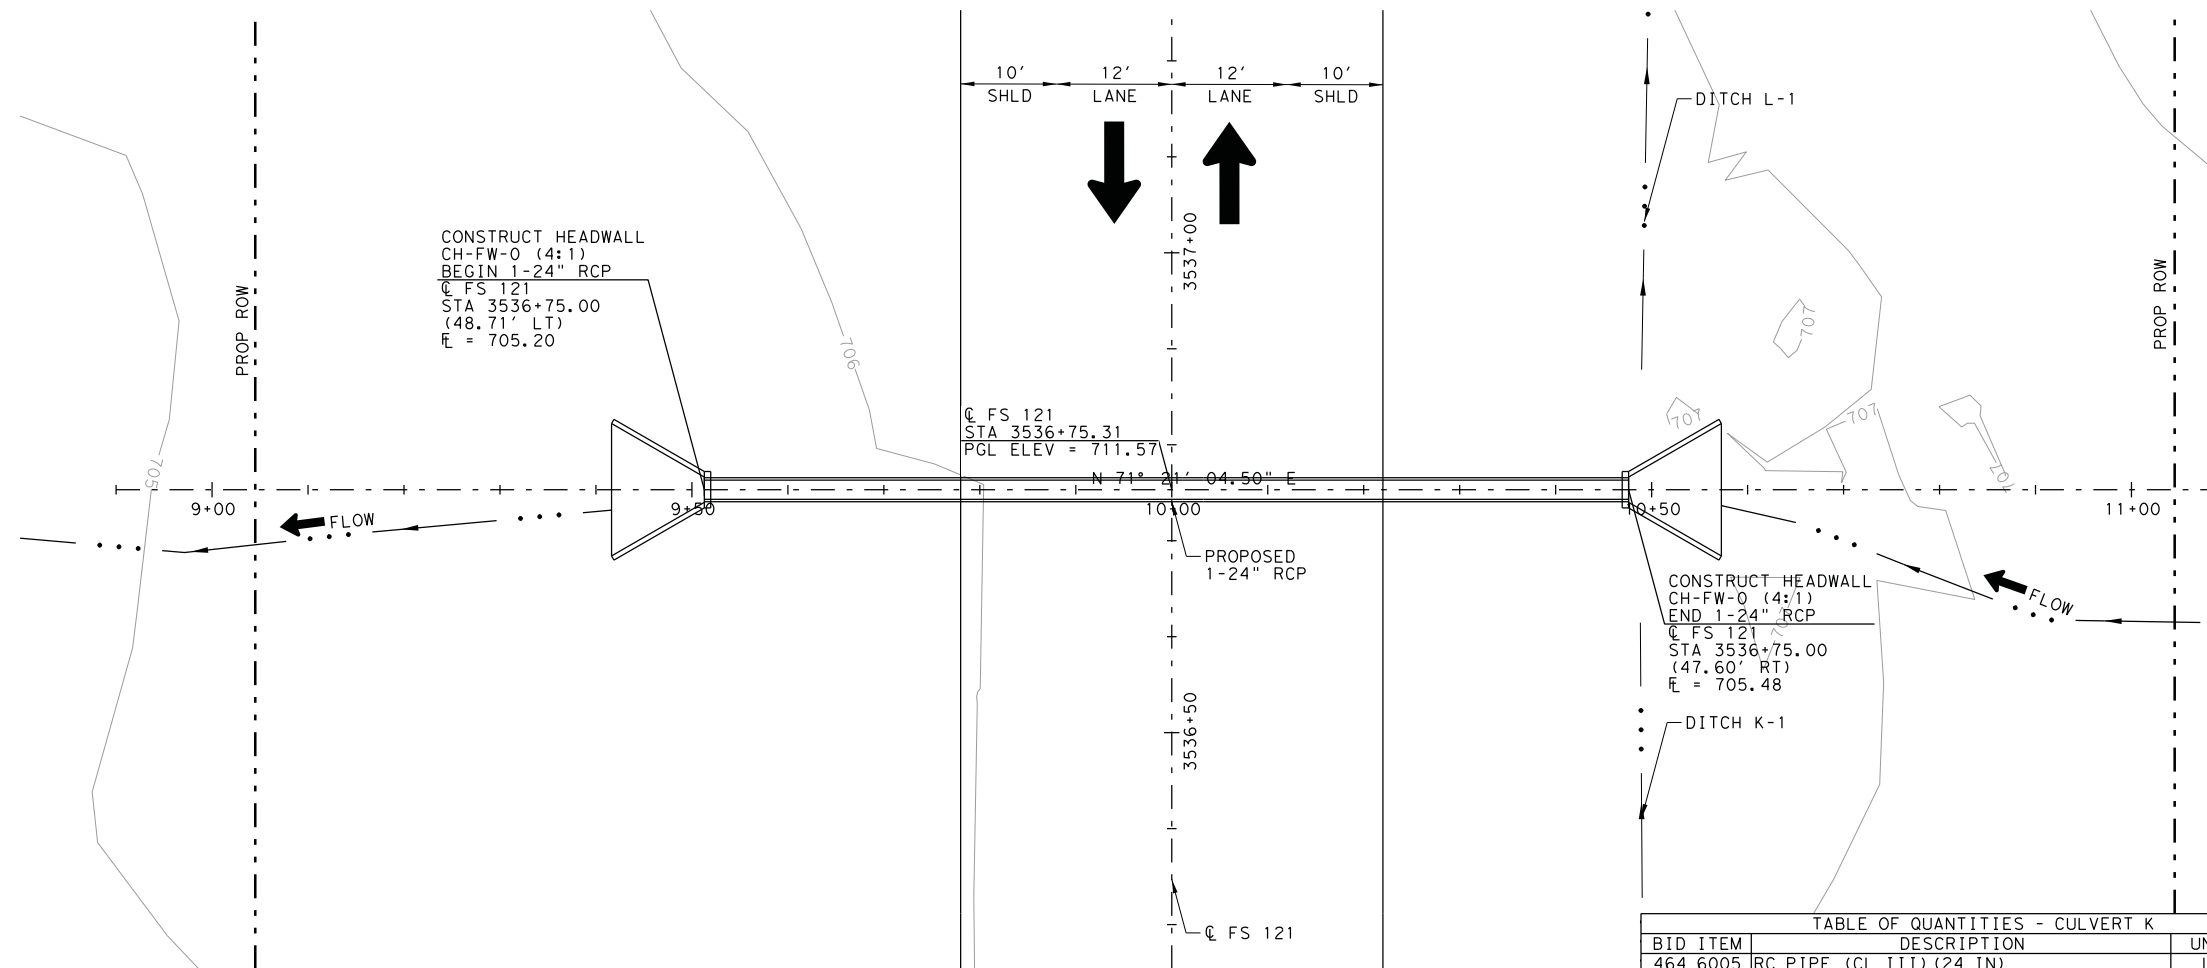 10' 12' 12' 10'
SHLD LANE LANE SHLD
DITCH L-1
3537+00
CONSTRUCT HEADWALL
CH-FW-0 (4:1)
BEGIN 1-24" RCP
℄ FS 121
STA 3536+75.00
(48.71' LT)
FL = 705.20
PROP ROW
PROP ROW
706
707
707
707
707
705
℄ FS 121
STA 3536+75.31
PGL ELEV = 711.57
N 71° 21' 04.50" E
9+00
9+50
10+00
10+50
11+00
FLOW
PROPOSED
1-24" RCP
CONSTRUCT HEADWALL
CH-FW-0 (4:1)
END 1-24" RCP
℄ FS 121
STA 3536+75.00
(47.60' RT)
FL = 705.48
707
FLOW
3536+50
DITCH K-1
℄ FS 121
TABLE OF QUANTITIES - CULVERT K
BID ITEM DESCRIPTION
464 6005 RC PIPE (CL III)(24 IN)